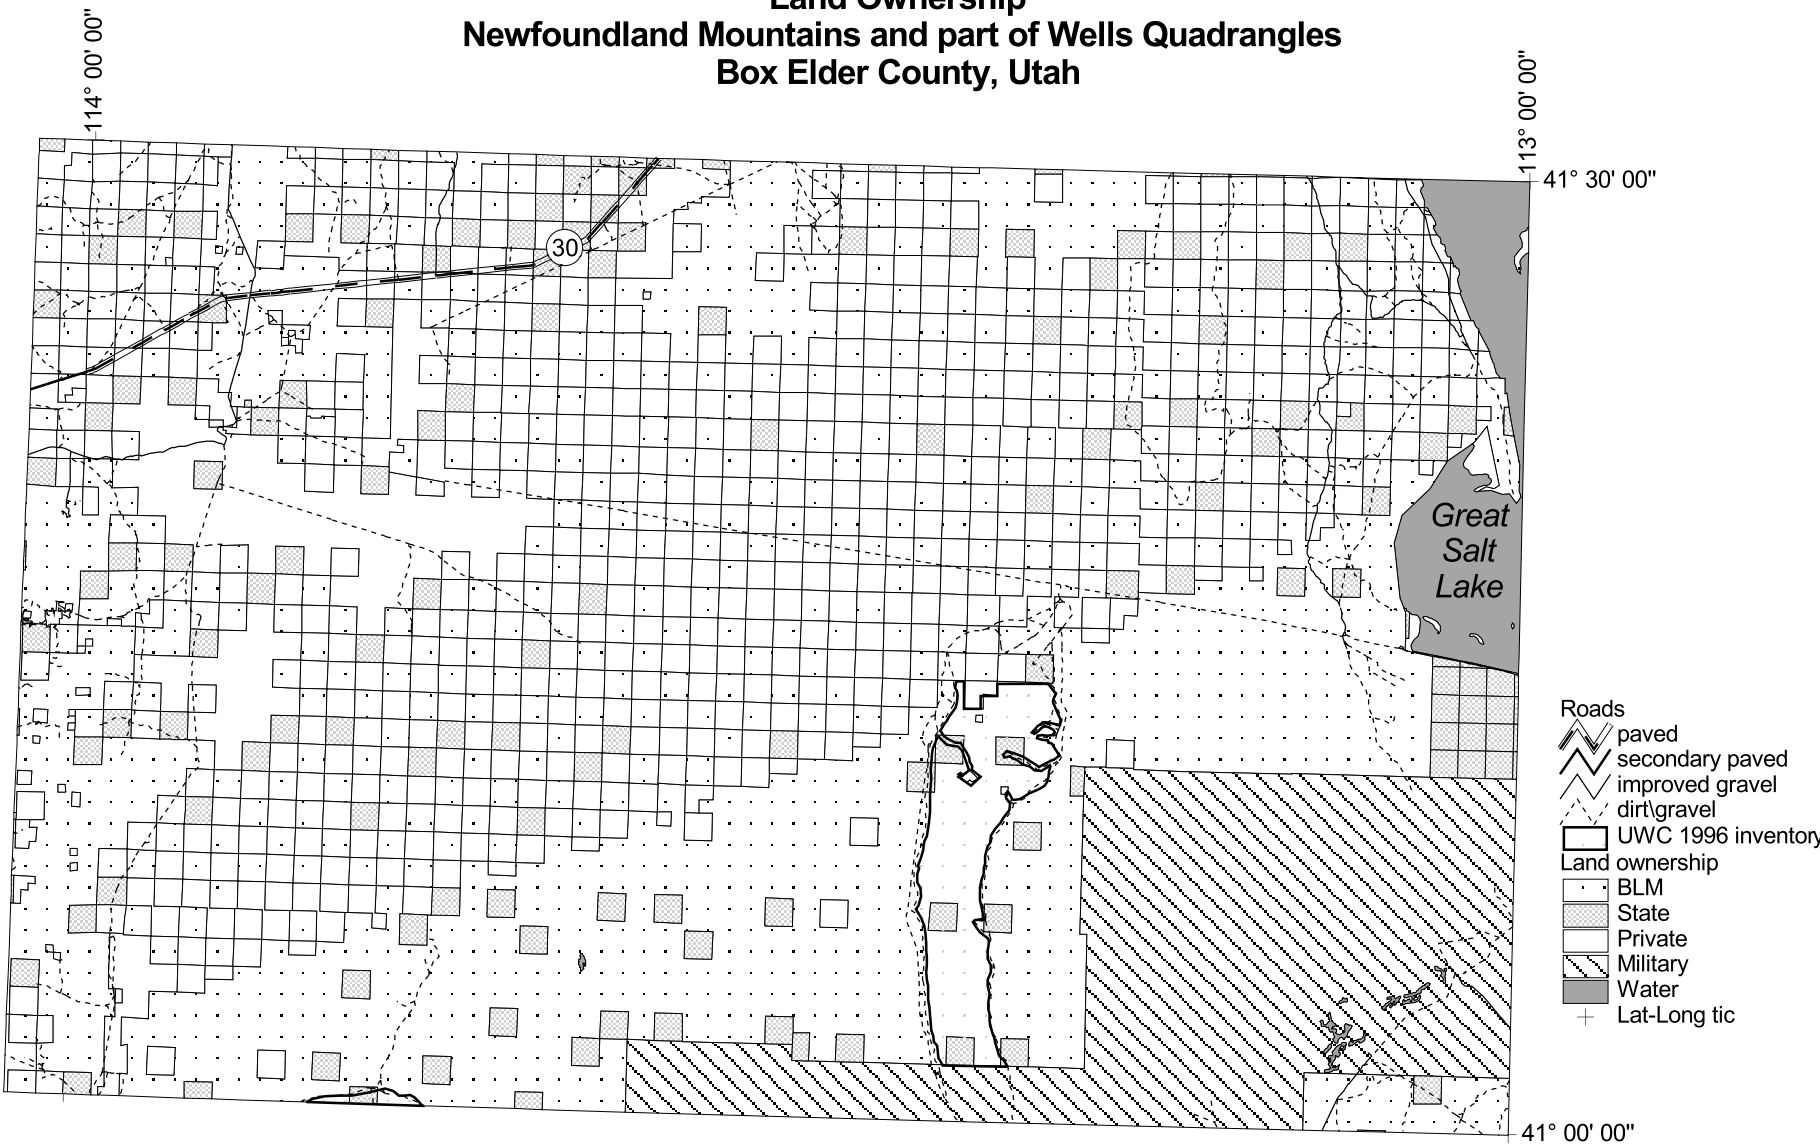 Land Ownership
Newfoundland Mountains and part of Wells Quadrangles
Box Elder County, Utah
114° 00' 00"
113° 00' 00"
41° 30' 00"
30
Great
Salt
Lake
Roads
paved
secondary paved
improved gravel
dirt\gravel
UWC 1996 inventory
Land ownership
BLM
State
Private
Military
Water
Lat-Long tic
41° 00' 00"